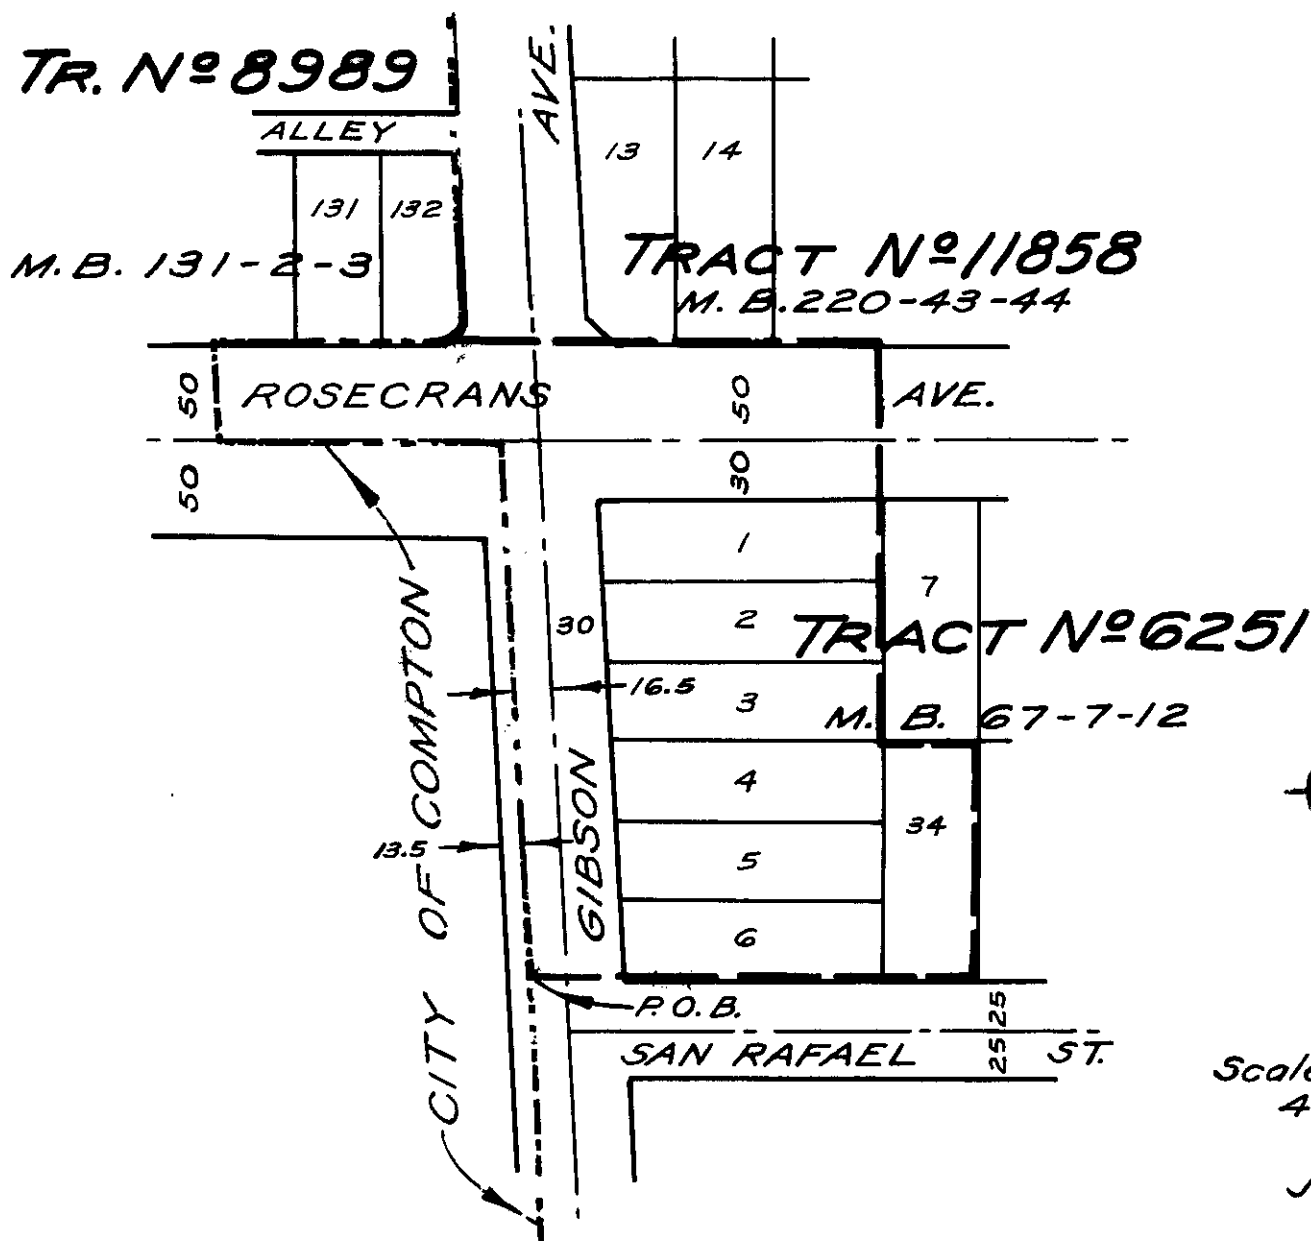 TR. Nº 8989
AVE.
ALLEY
13
14
131
132
M. B. 131-2-3
TRACT Nº 11858
M. B. 220-43-44
50
ROSECRANS
50
AVE.
50
30
1
7
2
30
TRACT Nº 6251
16.5
3
M. B. 67-7-12
4
GIBSON
34
13.5
5
6
CITY OF COMPTON
P.O.B.
25 25
SAN RAFAEL ST.
Scale
4